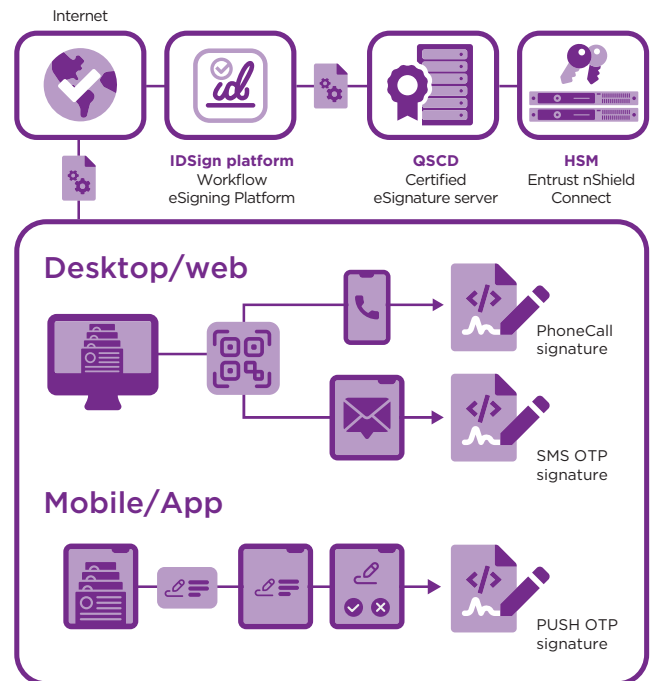 Internet
IDSign platform
Workflow
eSigning Platform
QSCD
Certified
eSignature server
HSM
Entrust nShield
Connect
Desktop/web
</>
PhoneCall
signature
</>
SMS OTP
signature
Mobile/App
</>
PUSH OTP
signature